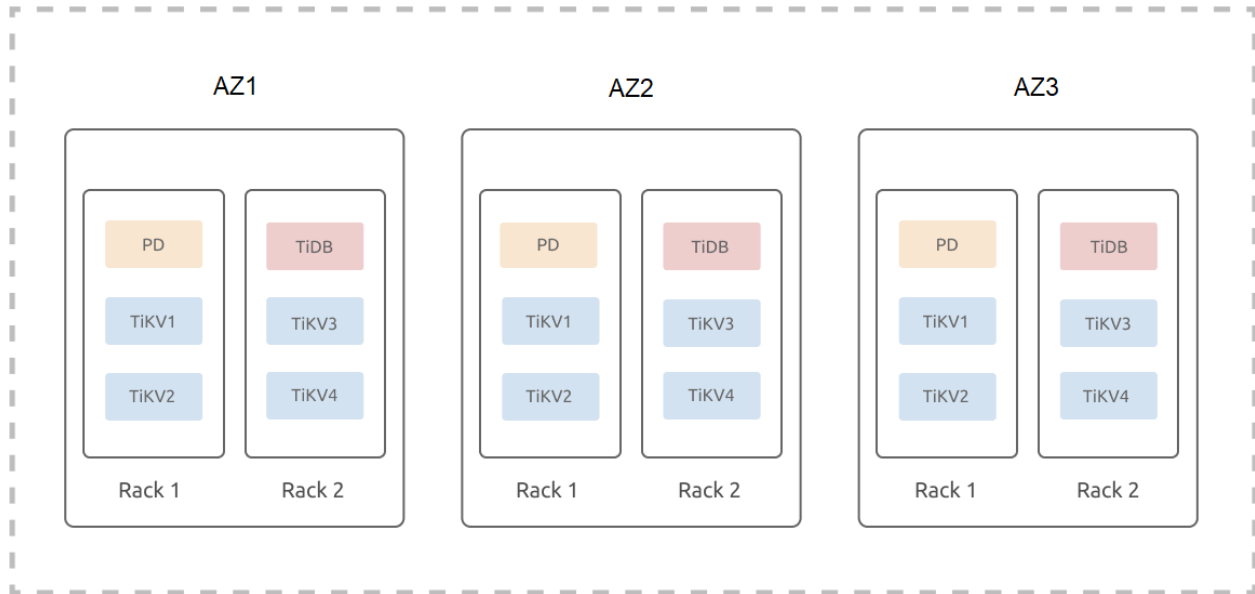 AZ1
AZ2
AZ3
PD
TiDB
PD
TiDB
PD
TiDB
TiKV1
TiKV3
TiKV1
TiKV3
TiKV1
TiKV3
TiKV2
TiKV4
TiKV2
TiKV4
TiKV2
TiKV4
Rack 1
Rack 2
Rack 1
Rack 2
Rack 1
Rack 2